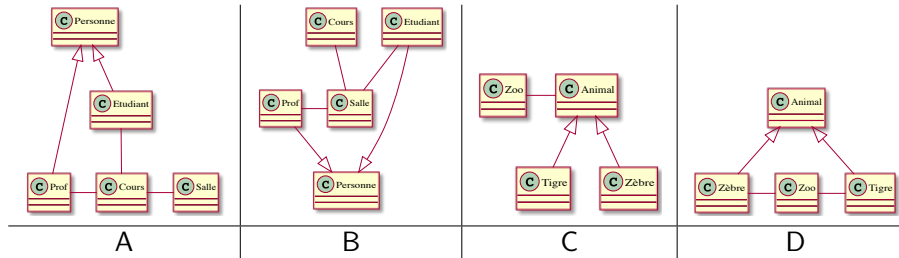 C Personne
C Etudiant
C Prof
C Cours
C Salle
A
C Cours
C Etudiant
C Prof
C Salle
C Personne
B
C Zoo
C Animal
C Tigre
C Zèbre
C
C Animal
C Zèbre
C Zoo
C Tigre
D